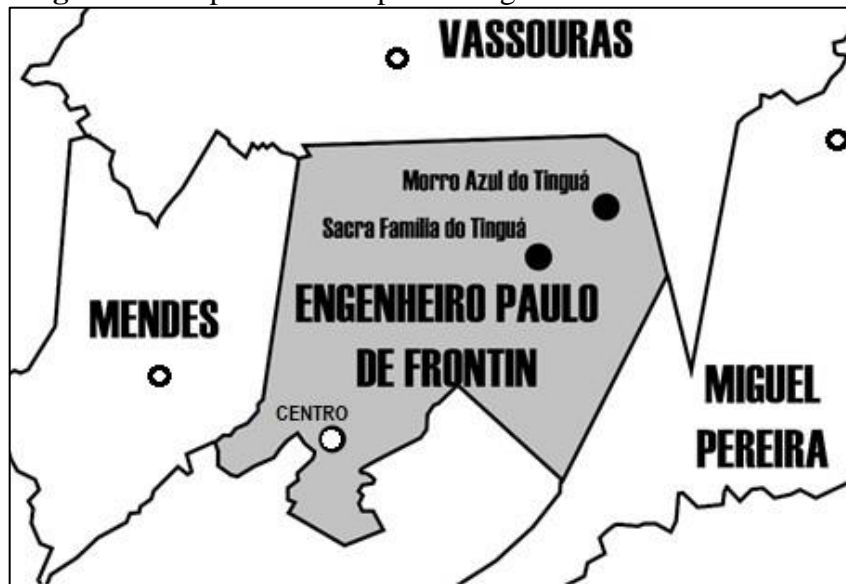 VASSOURAS
Morro Azul do Tinguá
Sacra Família do Tinguá
MENDES
ENGENHEIRO PAULO
DE FRONTIN
CENTRO
MIGUEL
PEREIRA